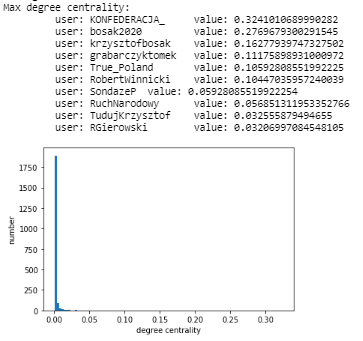 Max degree centrality:
user: KONFEDERACJA_ value: 0.3241010689990282
user: bosak2020 value: 0.2769679300291545
user: krzysztofbosak value: 0.16277939747327502
user: grabarczyktomek value: 0.11175898931000972
user: True_Poland value: 0.10592808551992225
user: RobertWinnicki value: 0.10447035957240039
user: SondazeP value: 0.05928085519922254
user: RuchNarodowy value: 0.056851311953352766
user: TudujKrzysztof value: 0.032555879494655
user: RGierowski value: 0.03206997084548105
1750
1500
1250
1000
750
500
250
0
number
0.00 0.05 0.10 0.15 0.20 0.25 0.30
degree centrality